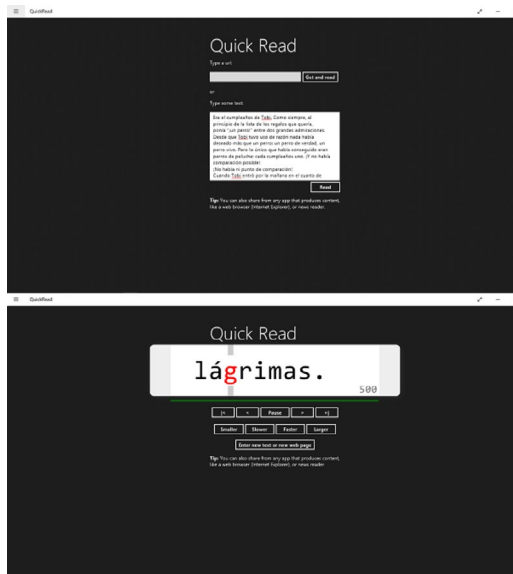 QuickRead
Quick Read
Type a url:
Get and read
or
Type some text:
Era el cumpleaños de Tobi. Como siempre, al
principio de la lista de los regalos que quería,
ponía "un perro" entre dos grandes admiraciones.
Desde que Tobi tuvo uso de razón nada había
deseado más que un perro: un perro de verdad, un
perro vivo. Pero lo único que había conseguido eran
perros de peluche: cada cumpleaños uno. ¡Y no había
comparación posible!
¡No había ni punto de comparación!
Cuando Tobi entró por la mañana en el cuarto de
Read
Tip: You can also share from any app that produces content,
like a web browser (Internet Explorer), or news reader.
QuickRead
Quick Read
lágrimas.
500
|< < Pause > >|
Smaller Slower Faster Larger
Enter new text or new web page
Tip: You can also share from any app that produces content,
like a web browser (Internet Explorer), or news reader.